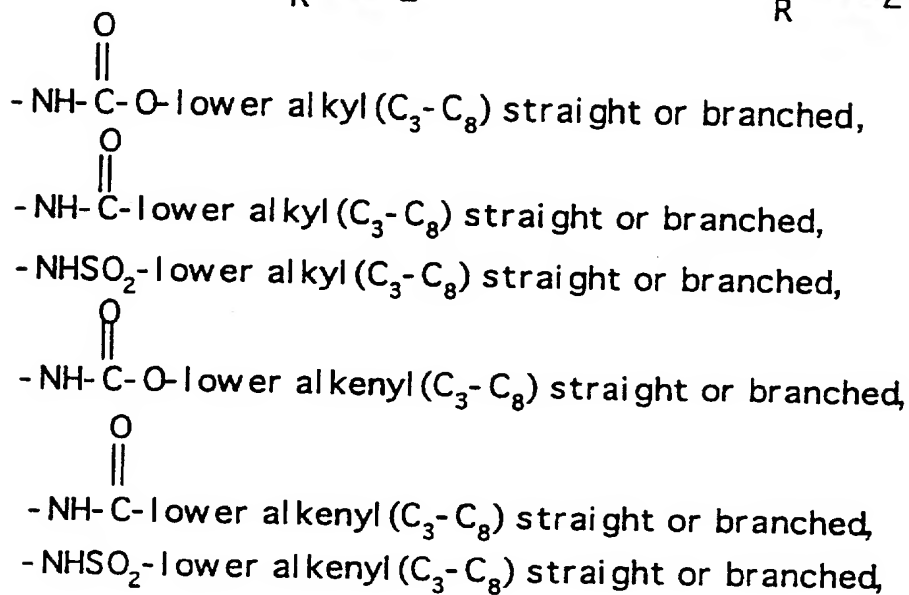 R R
O
||
-NH-C-O-lower alkyl(C₃-C₈) straight or branched,
O
||
-NH-C-lower alkyl(C₃-C₈) straight or branched,
-NHSO₂-lower alkyl(C₃-C₈) straight or branched,
O
||
-NH-C-O-lower alkenyl(C₃-C₈) straight or branched,
O
||
-NH-C-lower alkenyl(C₃-C₈) straight or branched,
-NHSO₂-lower alkenyl(C₃-C₈) straight or branched,